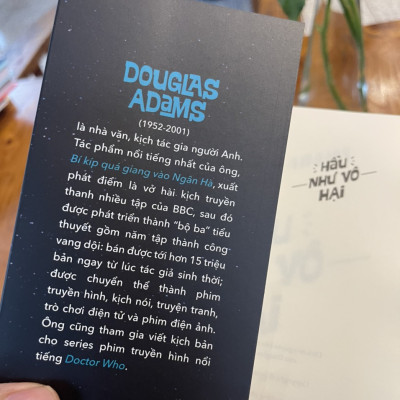 DOUGLAS
ADAMS
(1952-2001)
là nhà văn, kịch tác gia người Anh.
Tác phẩm nổi tiếng nhất của ông,
Bí kíp quá giang vào Ngân Hà, xuất
phát điểm là vở hài kịch truyền
thanh nhiều tập của BBC, sau đó
được phát triển thành “bộ ba” tiểu
thuyết gồm năm tập thành công
vang dội: bán được tới hơn 15 triệu
bản ngay từ lúc tác giả sinh thời;
được chuyển thể thành phim
truyền hình, kịch nói, truyện tranh,
trò chơi điện tử và phim điện ảnh.
Ông cũng tham gia viết kịch bản
cho series phim truyền hình nổi
tiếng Doctor Who.
HẦU
NHƯ VÔ
HẠI